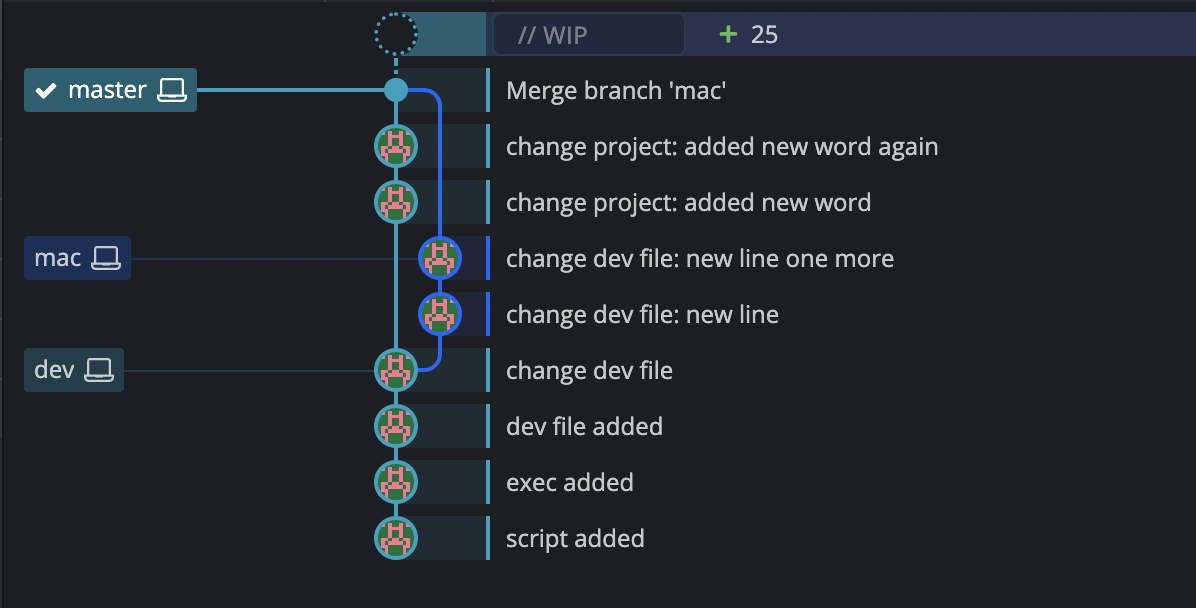 // WIP + 25
master Merge branch 'mac'
change project: added new word again
change project: added new word
mac change dev file: new line one more
change dev file: new line
dev change dev file
dev file added
exec added
script added